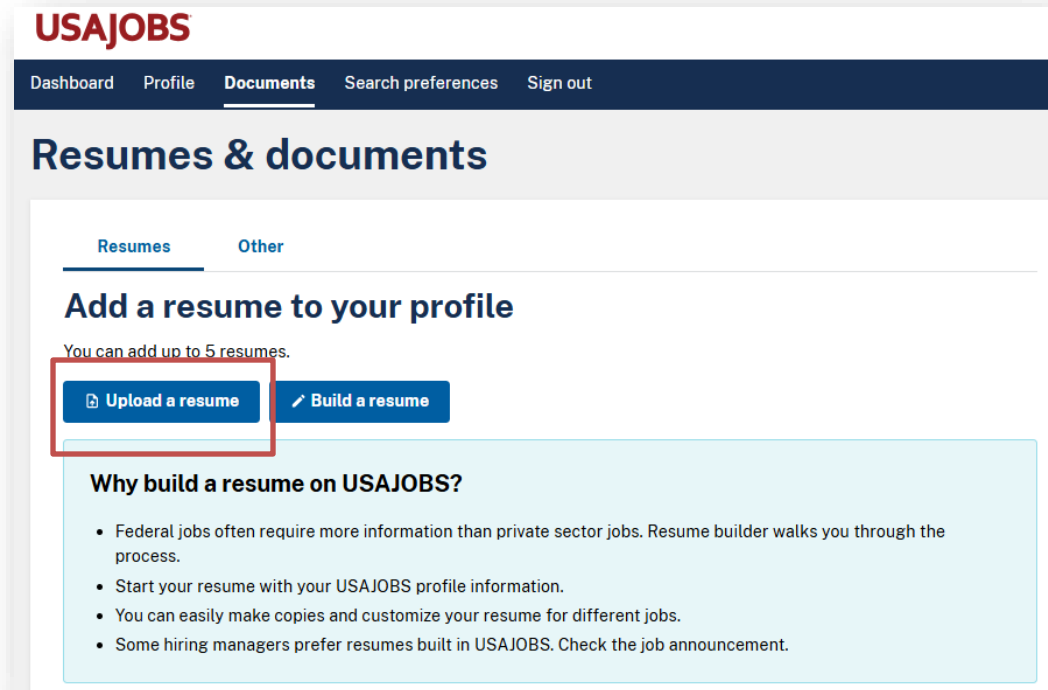 USAJOBS
Dashboard Profile Documents Search preferences Sign out
Resumes & documents
Resumes Other
Add a resume to your profile
You can add up to 5 resumes.
Upload a resume Build a resume
Why build a resume on USAJOBS?
• Federal jobs often require more information than private sector jobs. Resume builder walks you through the
process.
• Start your resume with your USAJOBS profile information.
• You can easily make copies and customize your resume for different jobs.
• Some hiring managers prefer resumes built in USAJOBS. Check the job announcement.